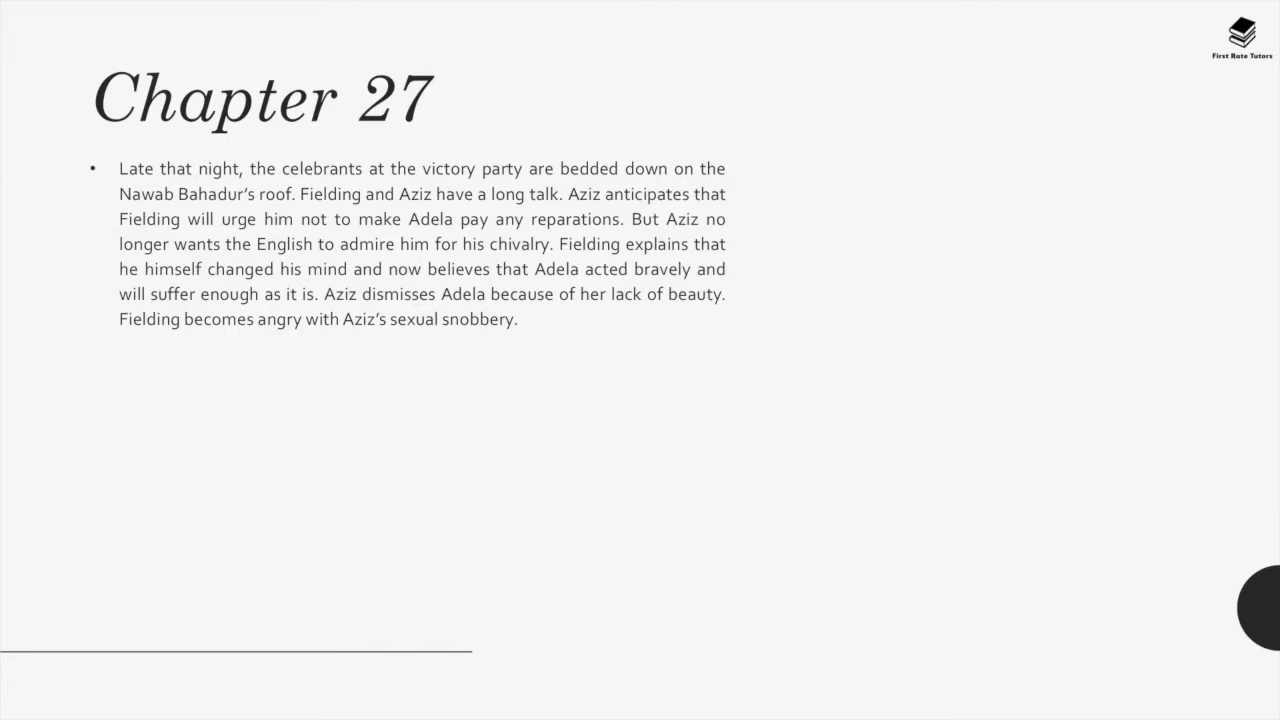 First Rate Tutors
Chapter 27
• Late that night, the celebrants at the victory party are bedded down on the
Nawab Bahadur’s roof. Fielding and Aziz have a long talk. Aziz anticipates that
Fielding will urge him not to make Adela pay any reparations. But Aziz no
longer wants the English to admire him for his chivalry. Fielding explains that
he himself changed his mind and now believes that Adela acted bravely and
will suffer enough as it is. Aziz dismisses Adela because of her lack of beauty.
Fielding becomes angry with Aziz’s sexual snobbery.